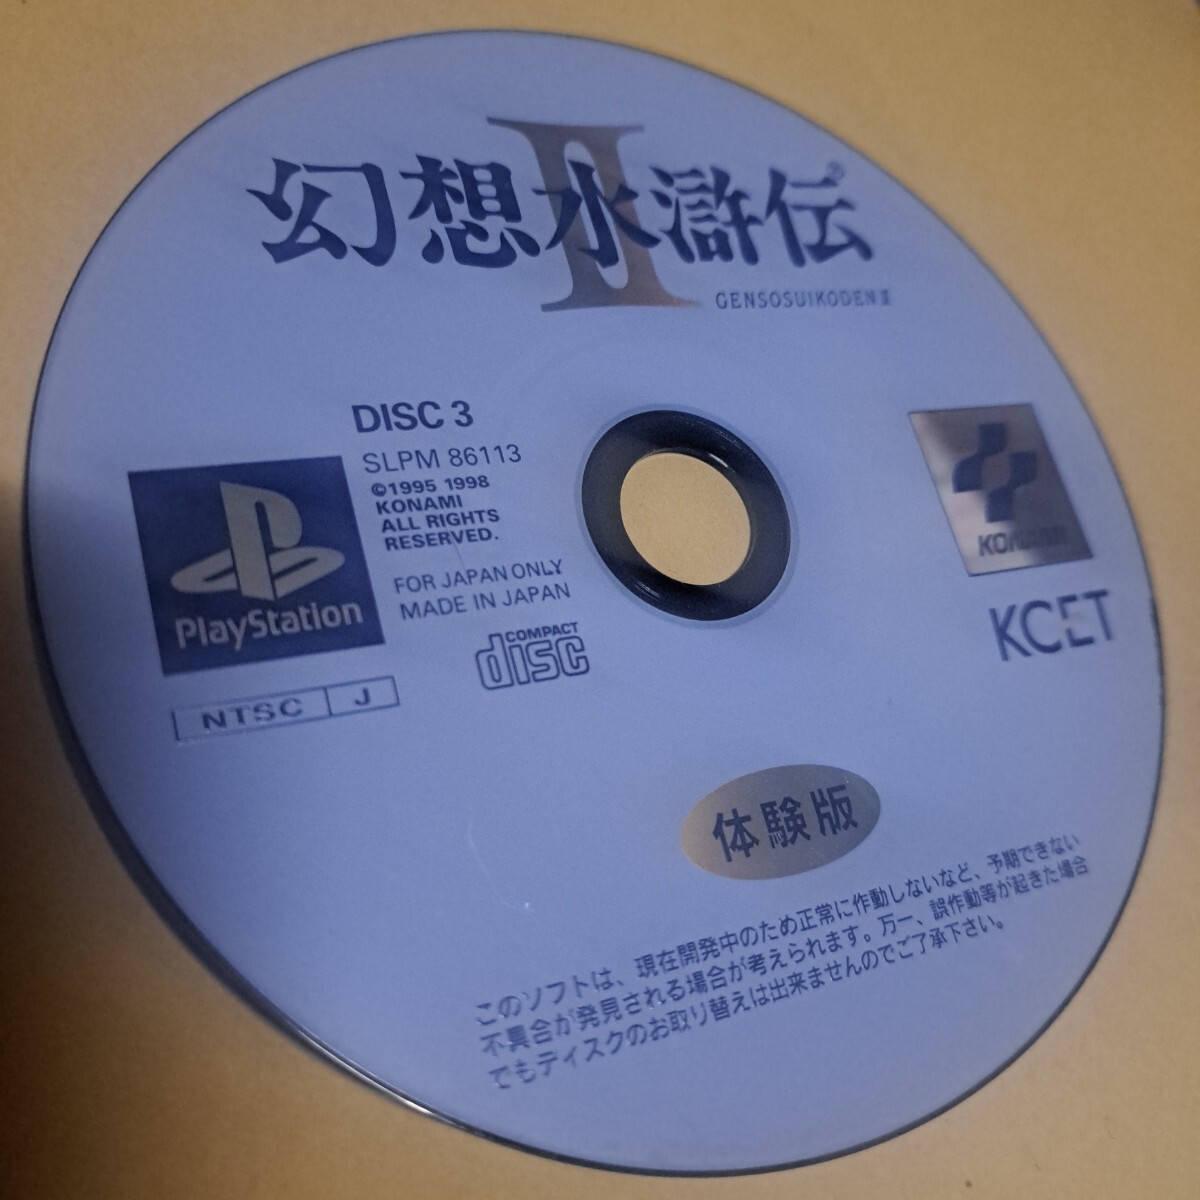 幻想水滸伝
II
GENSOSUIKODEN II
DISC 3
SLPM 86113
©1995 1998
KONAMI
ALL RIGHTS
RESERVED.
FOR JAPAN ONLY
MADE IN JAPAN
PlayStation
COMPACT
disc
NTSC J
KONAMI
KCET
体験版
このソフトは、現在開発中のため正常に作動しないなど、予期できない
不具合が発見される場合が考えられます。万一、誤作動等が起きた場合
でもディスクのお取り替えは出来ませんのでご了承下さい。